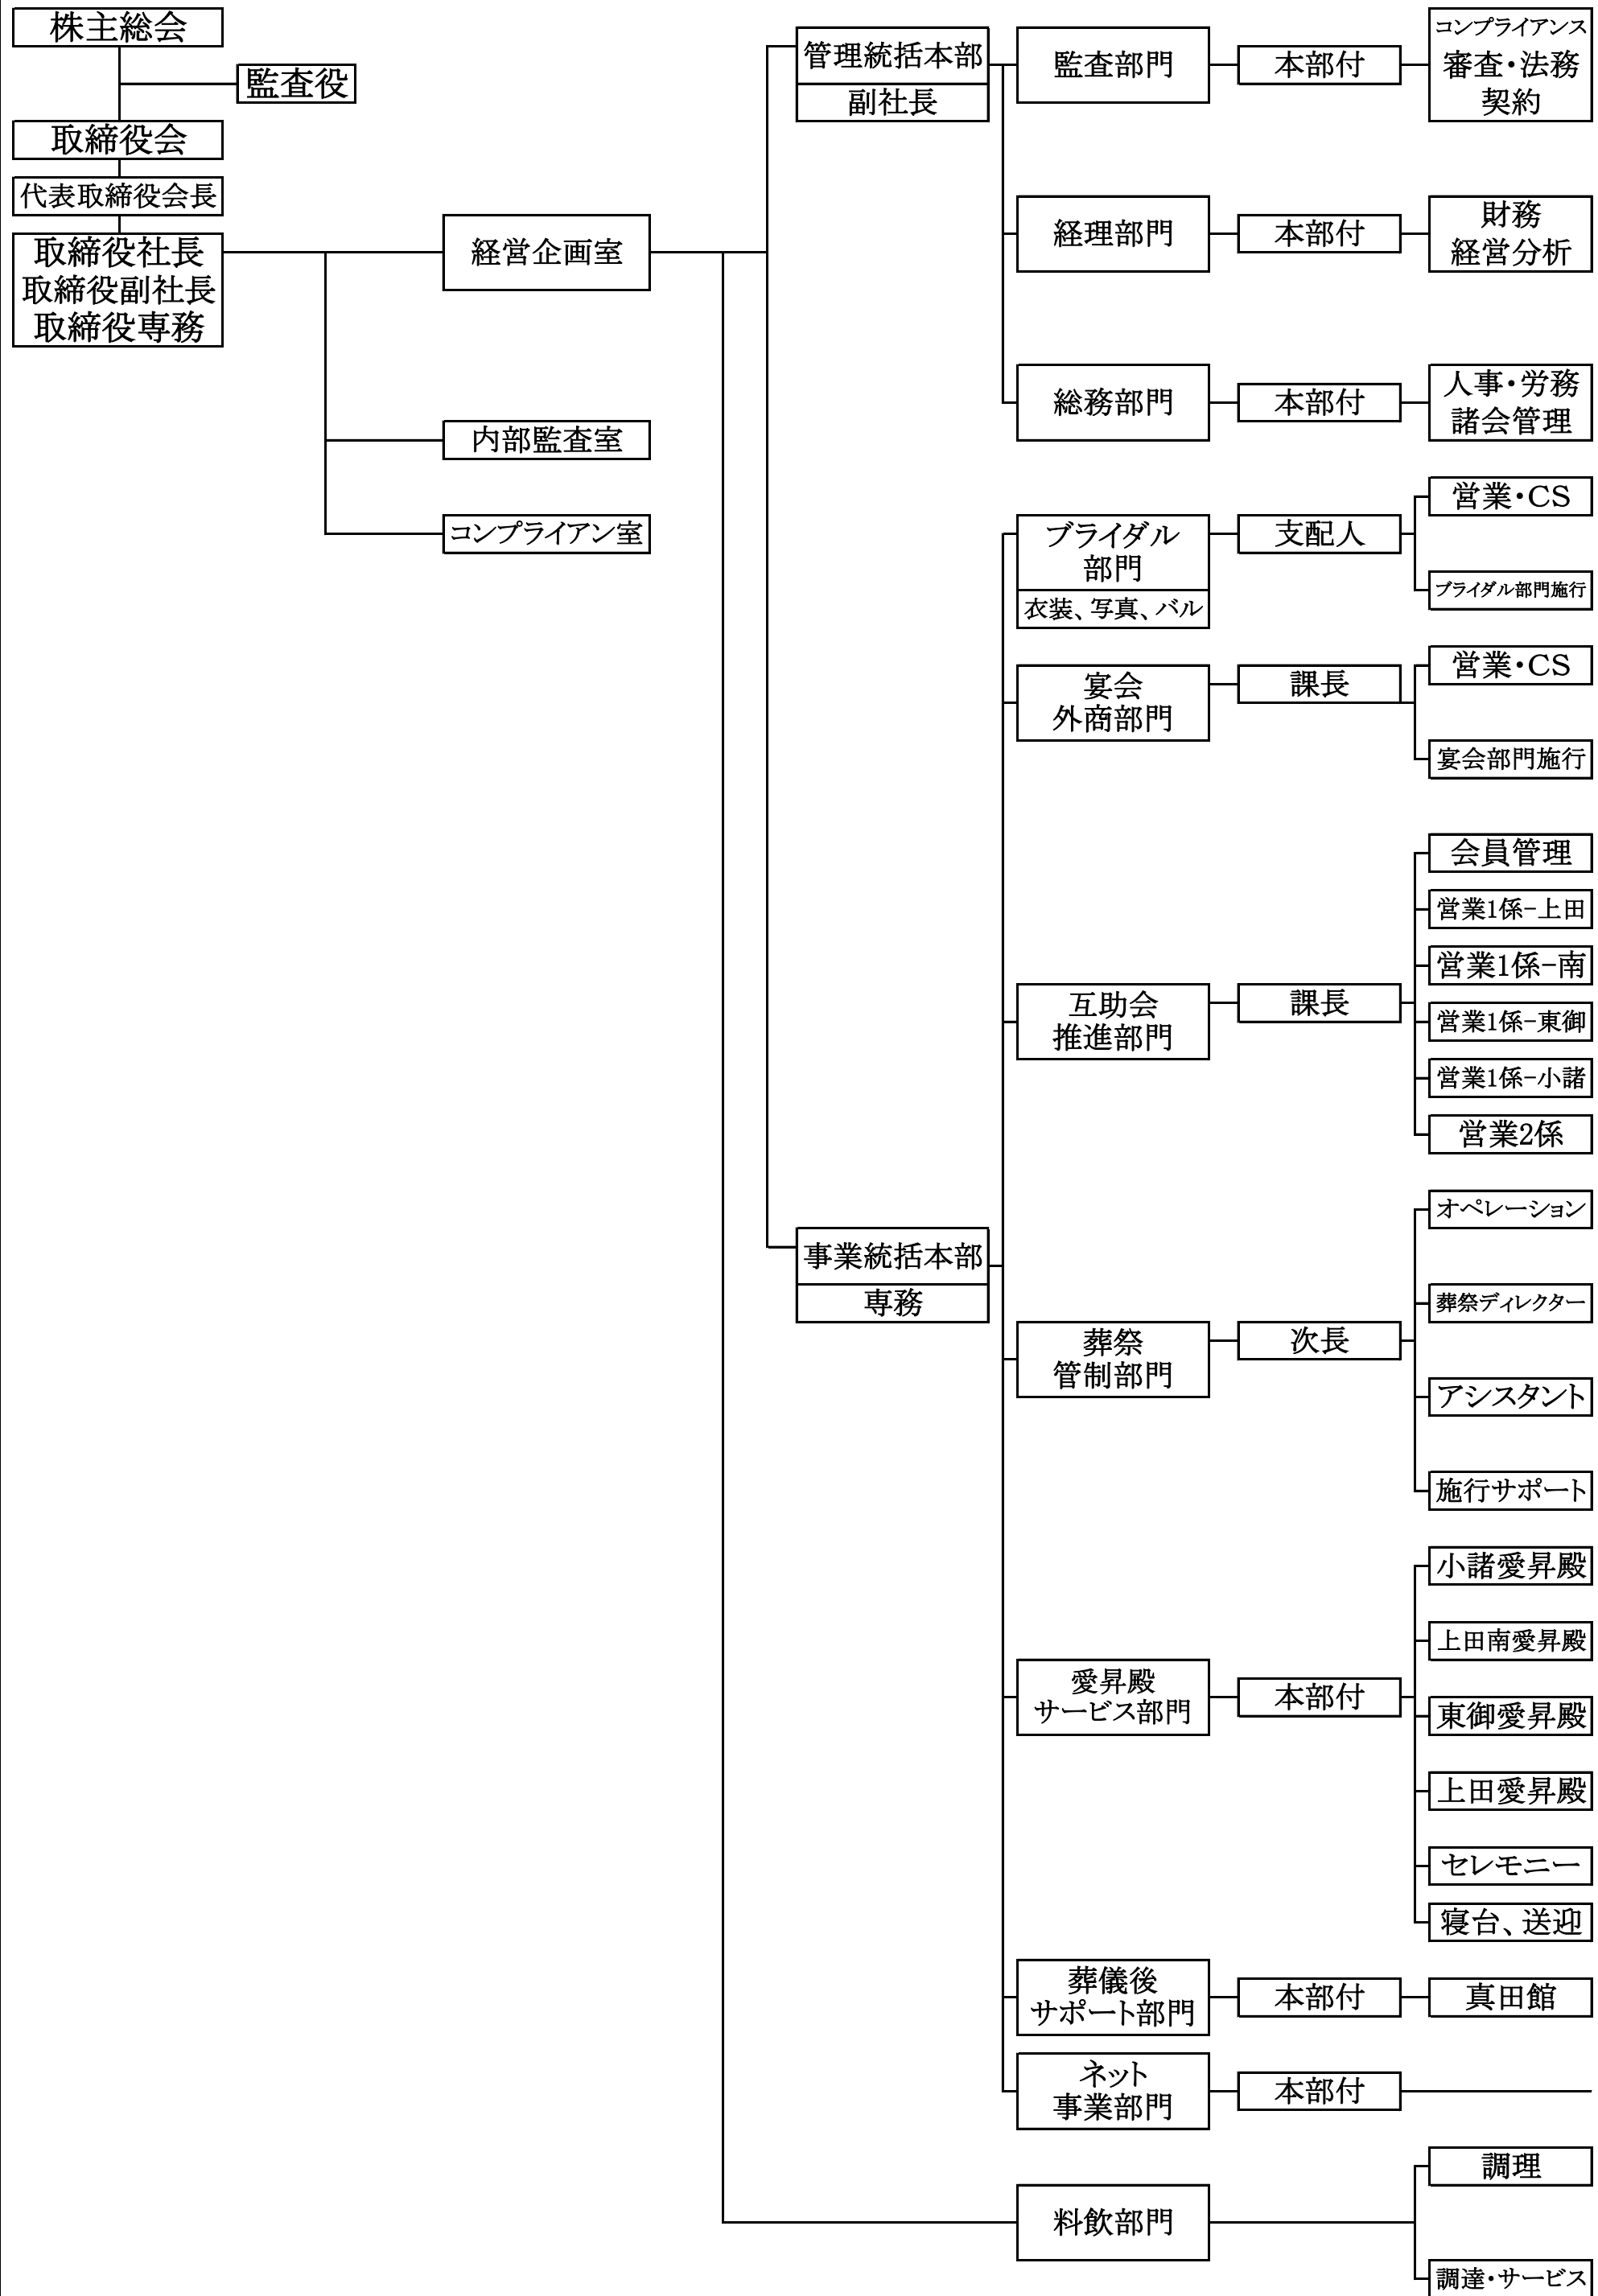 株主総会
監査役
取締役会
代表取締役会長
取締役社長
取締役副社長
取締役専務
経営企画室
内部監査室
コンプライアン室
管理統括本部
副社長
監査部門
本部付
コンプライアンス
審査・法務
契約
経理部門
本部付
財務
経営分析
総務部門
本部付
人事・労務
諸会管理
事業統括本部
専務
ブライダル
部門
衣装、写真、バル
支配人
営業・CS
ブライダル部門施行
宴会
外商部門
課長
営業・CS
宴会部門施行
互助会
推進部門
課長
会員管理
営業1係-上田
営業1係-南
営業1係-東御
営業1係-小諸
営業2係
葬祭
管制部門
次長
オペレーション
葬祭ディレクター
アシスタント
施行サポート
愛昇殿
サービス部門
本部付
小諸愛昇殿
上田南愛昇殿
東御愛昇殿
上田愛昇殿
セレモニー
寝台、送迎
葬儀後
サポート部門
本部付
真田館
ネット
事業部門
本部付
料飲部門
調理
調達・サービス